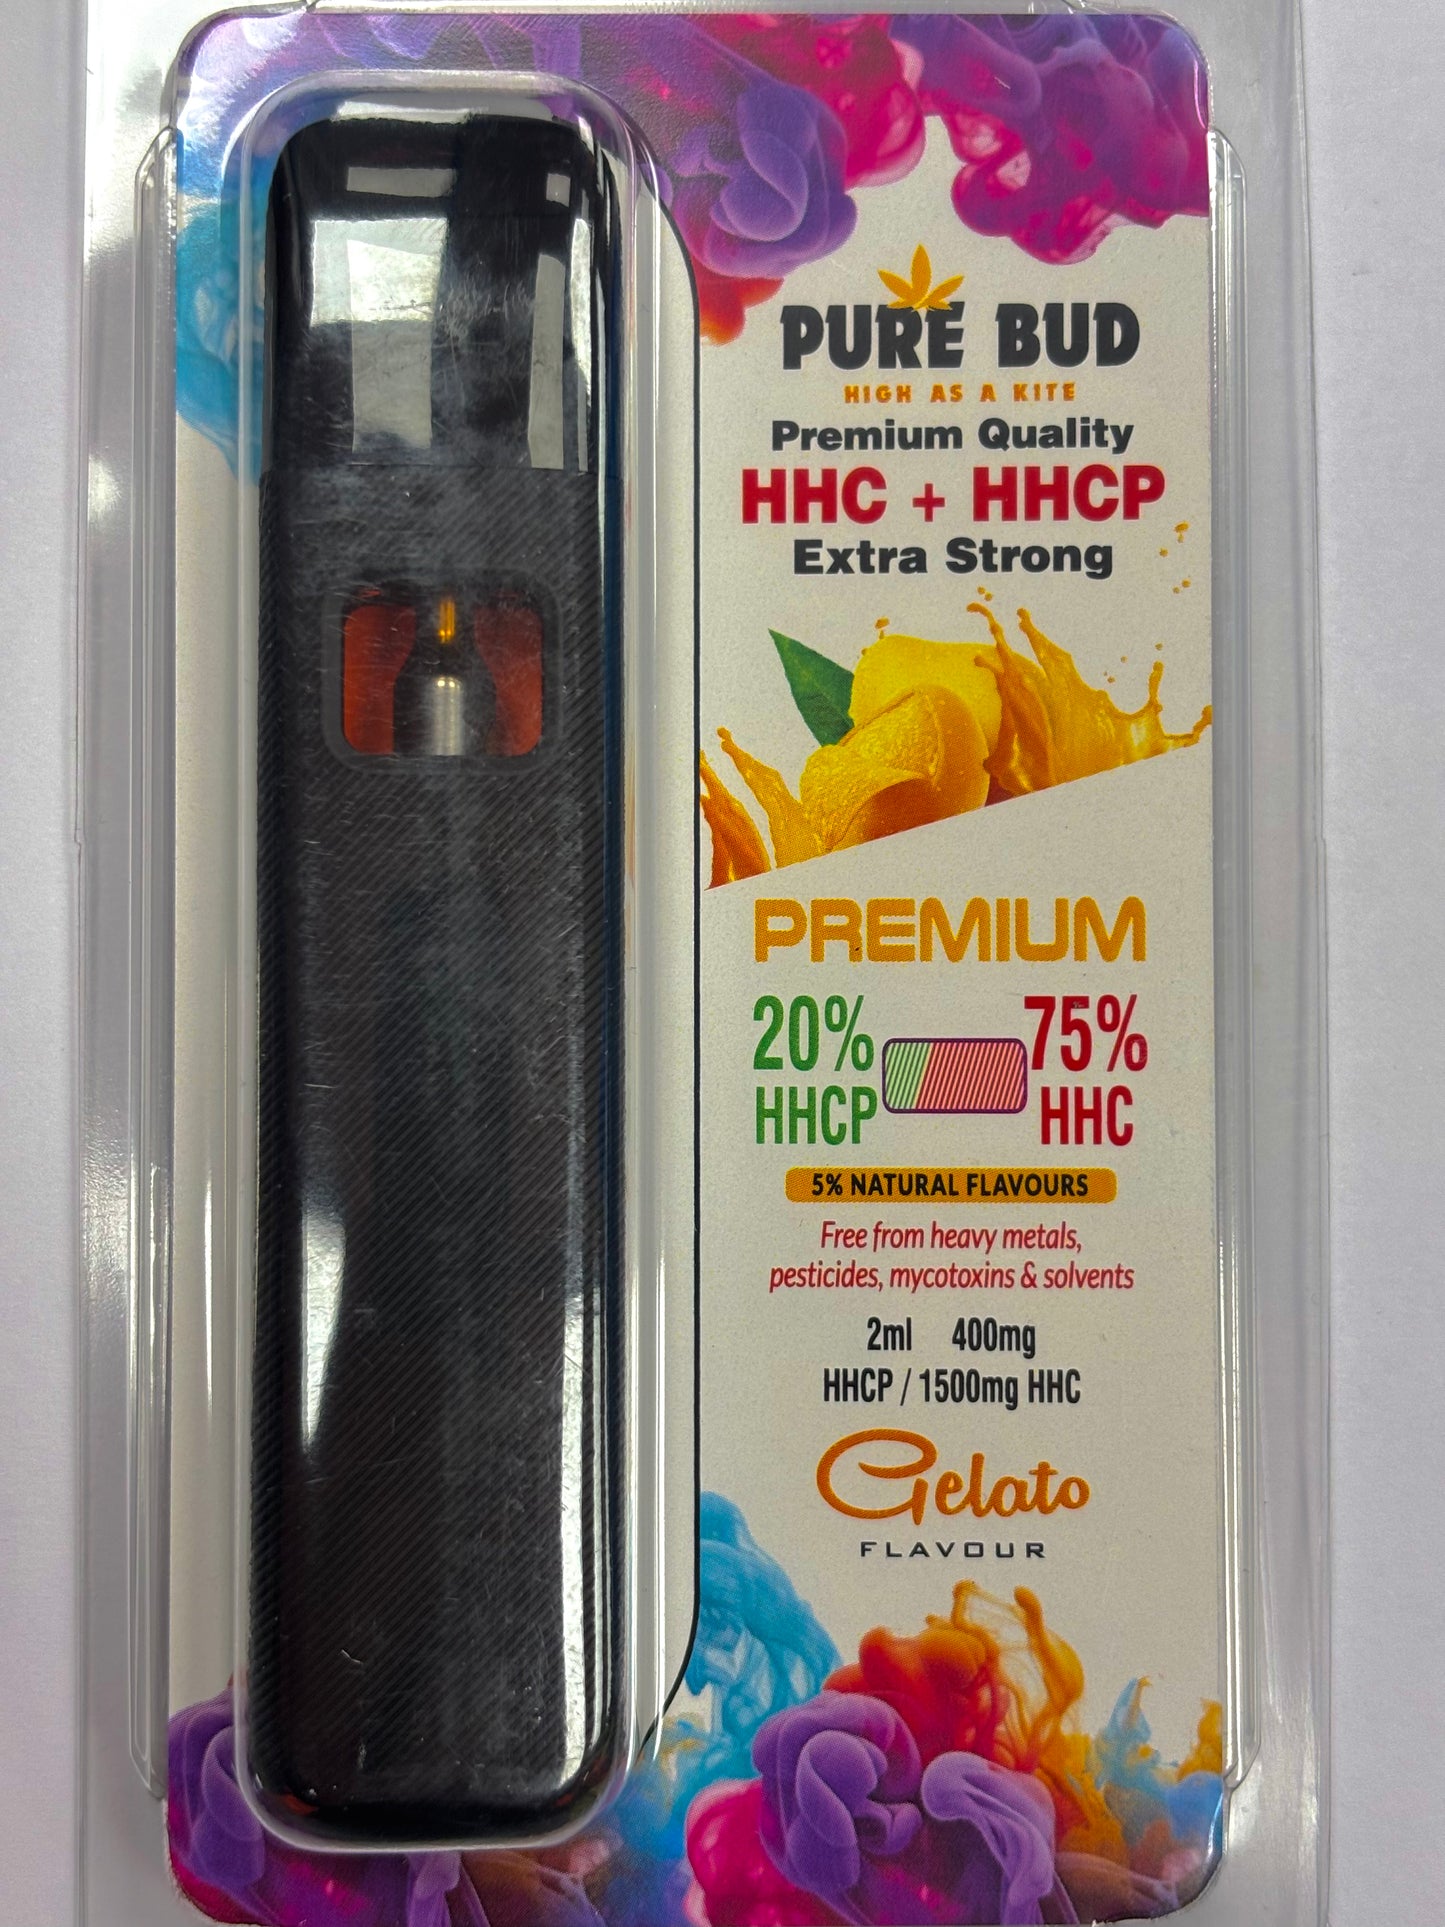 PURE BUD
HIGH AS A KITE
Premium Quality
HHC + HHCP
Extra Strong
PREMIUM
20% 75%
HHCP HHC
5% NATURAL FLAVOURS
Free from heavy metals,
pesticides, mycotoxins & solvents
2ml 400mg
HHCP / 1500mg HHC
Gelato
FLAVOUR